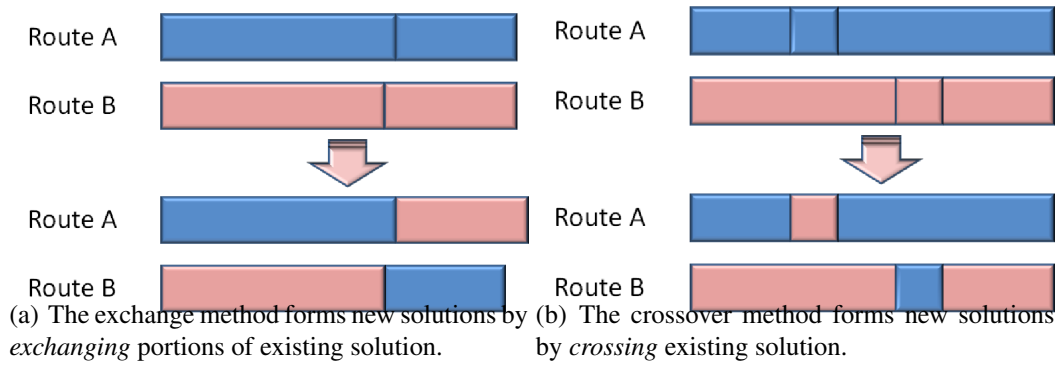 Route A
Route B
Route A
Route B
(a) The exchange method forms new solutions by
exchanging portions of existing solution.
Route A
Route B
Route A
Route B
(b) The crossover method forms new solutions
by crossing existing solution.